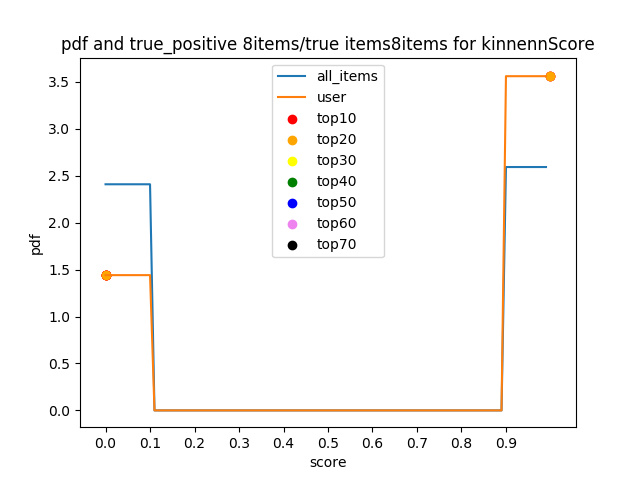 pdf and true_positive 8items/true items8items for kinnennScore
all_items
user
top10
top20
top30
top40
top50
top60
top70
pdf
3.5
3.0
2.5
2.0
1.5
1.0
0.5
0.0
0.0 0.1 0.2 0.3 0.4 0.5 0.6 0.7 0.8 0.9
score